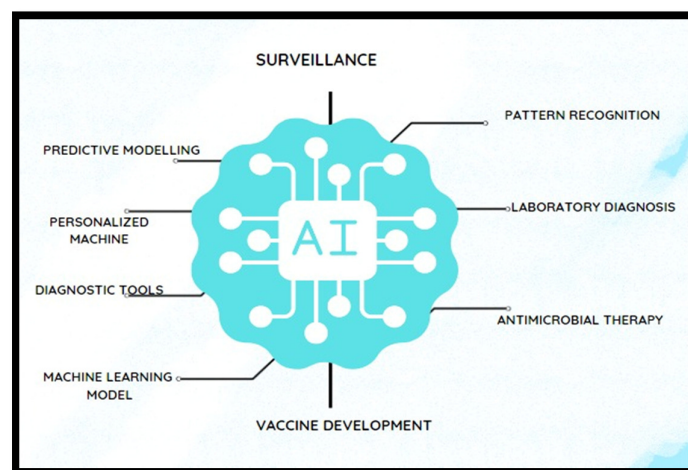 SURVEILLANCE
PATTERN RECOGNITION
PREDICTIVE MODELLING
LABORATORY DIAGNOSIS
PERSONALIZED
MACHINE
AI
DIAGNOSTIC TOOLS
ANTIMICROBIAL THERAPY
MACHINE LEARNING
MODEL
VACCINE DEVELOPMENT